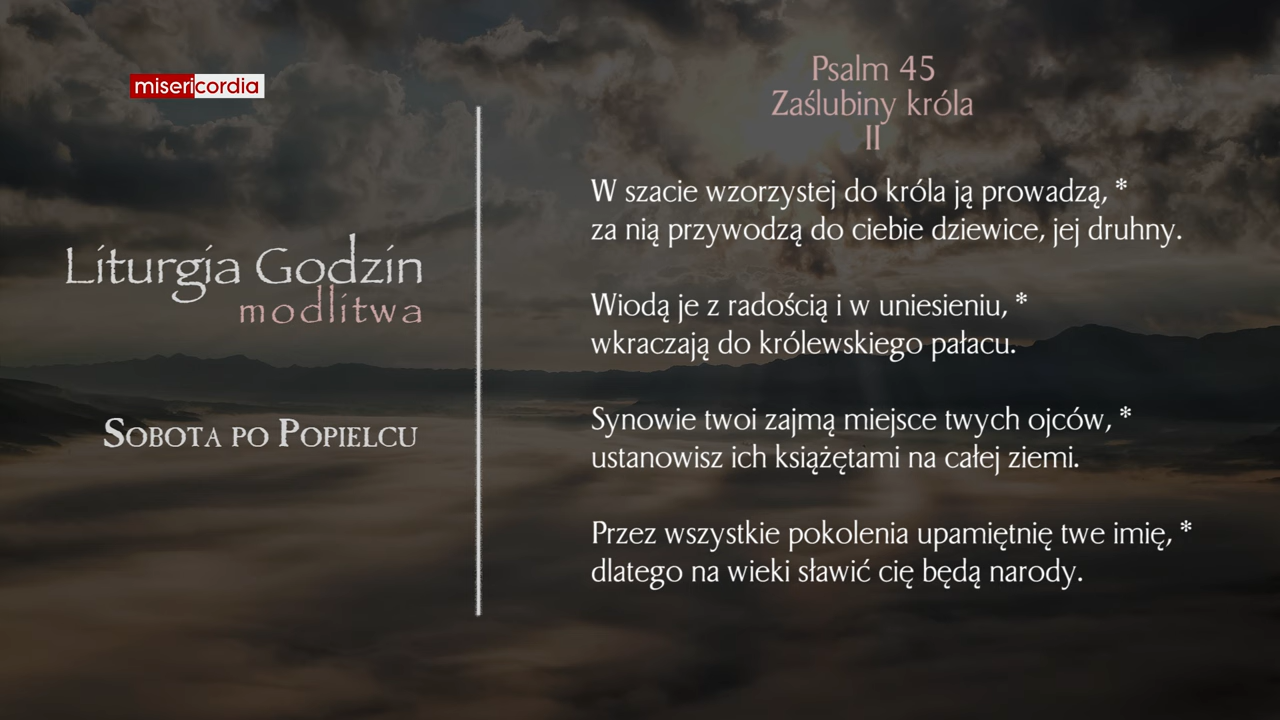 misericordia
Liturgia Godzin
modlitwa
Sobota po Popielcu
Psalm 45
Zaślubiny króla
II
W szacie wzorzystej do króla ją prowadzą, *
za nią przywodzą do ciebie dziewice, jej druhny.
Wiodą je z radością i w uniesieniu, *
wkraczają do królewskiego pałacu.
Synowie twoi zajmą miejsce twych ojców, *
ustanowisz ich książętami na całej ziemi.
Przez wszystkie pokolenia upamiętnię twe imię, *
dlatego na wieki sławić cię będą narody.